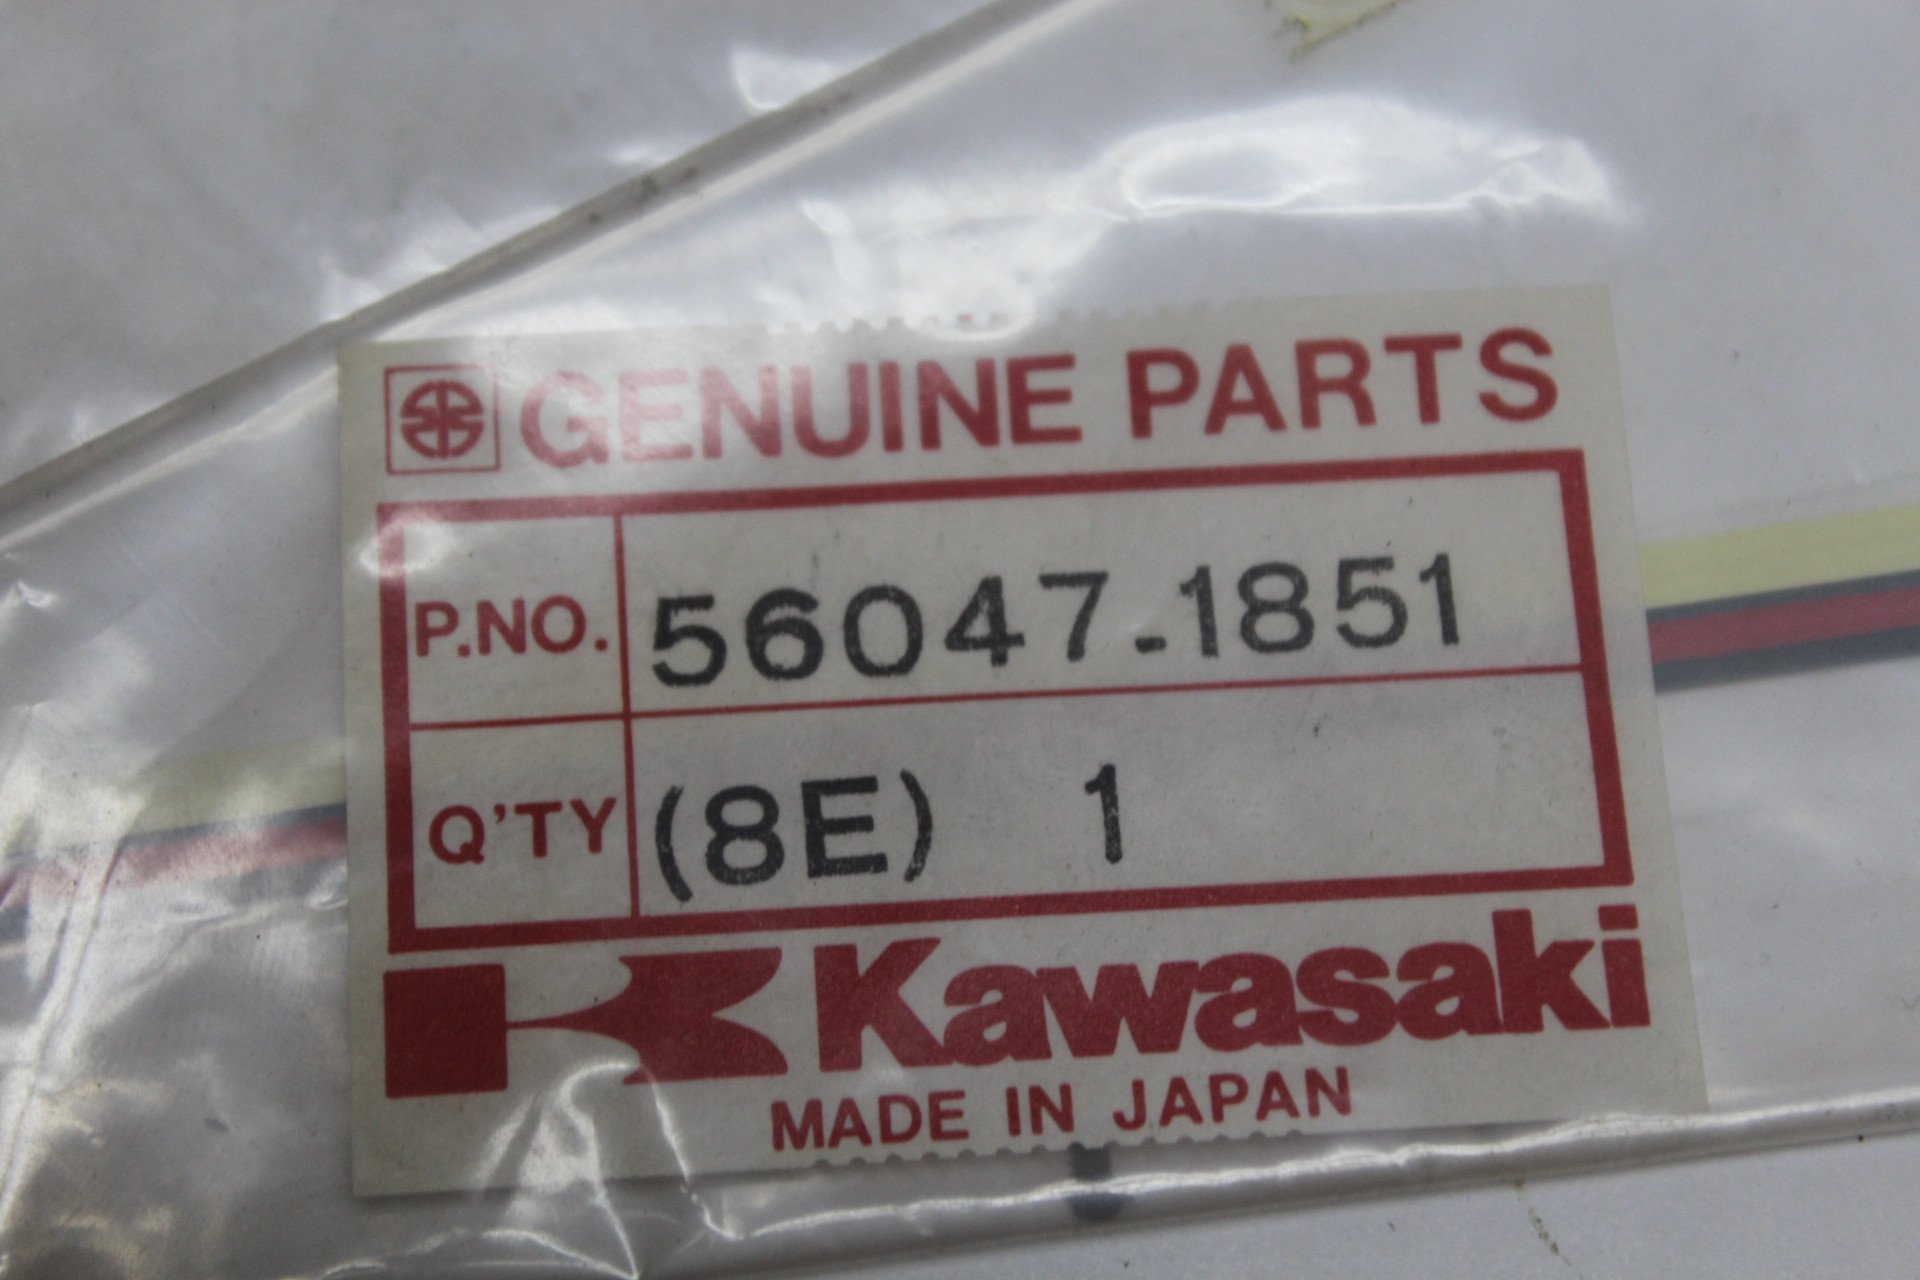 GENUINE PARTS
P.NO. 56047-1851
Q'TY (8E) 1
Kawasaki
MADE IN JAPAN